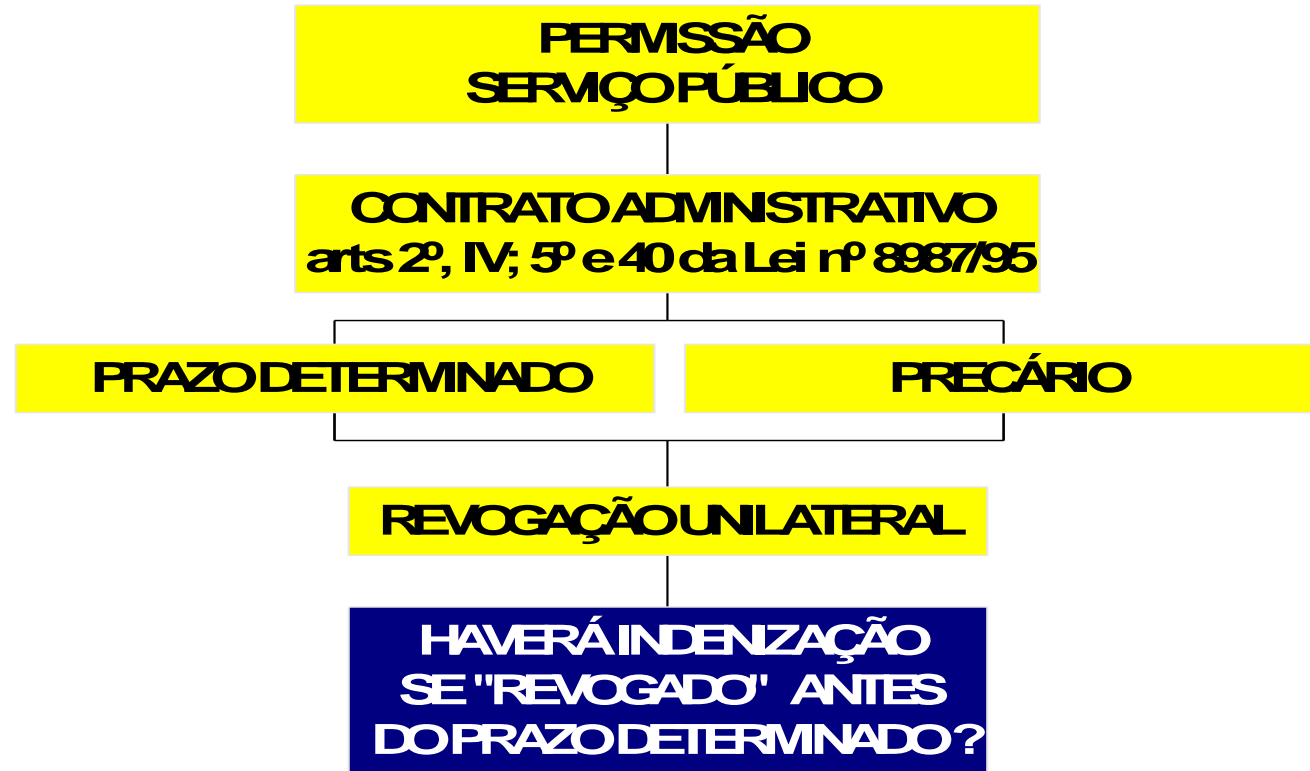 PERMISSÃO
SERVIÇO PÚBLICO
CONTRATO ADMINISTRATIVO
arts 2º, IV; 5º e 40 da Lei nº 8987/95
PRAZO DETERMINADO
PRECÁRIO
REVOGAÇÃO UNILATERAL
HAVERÁ INDENIZAÇÃO
SE "REVOGADO" ANTES
DO PRAZO DETERMINADO ?